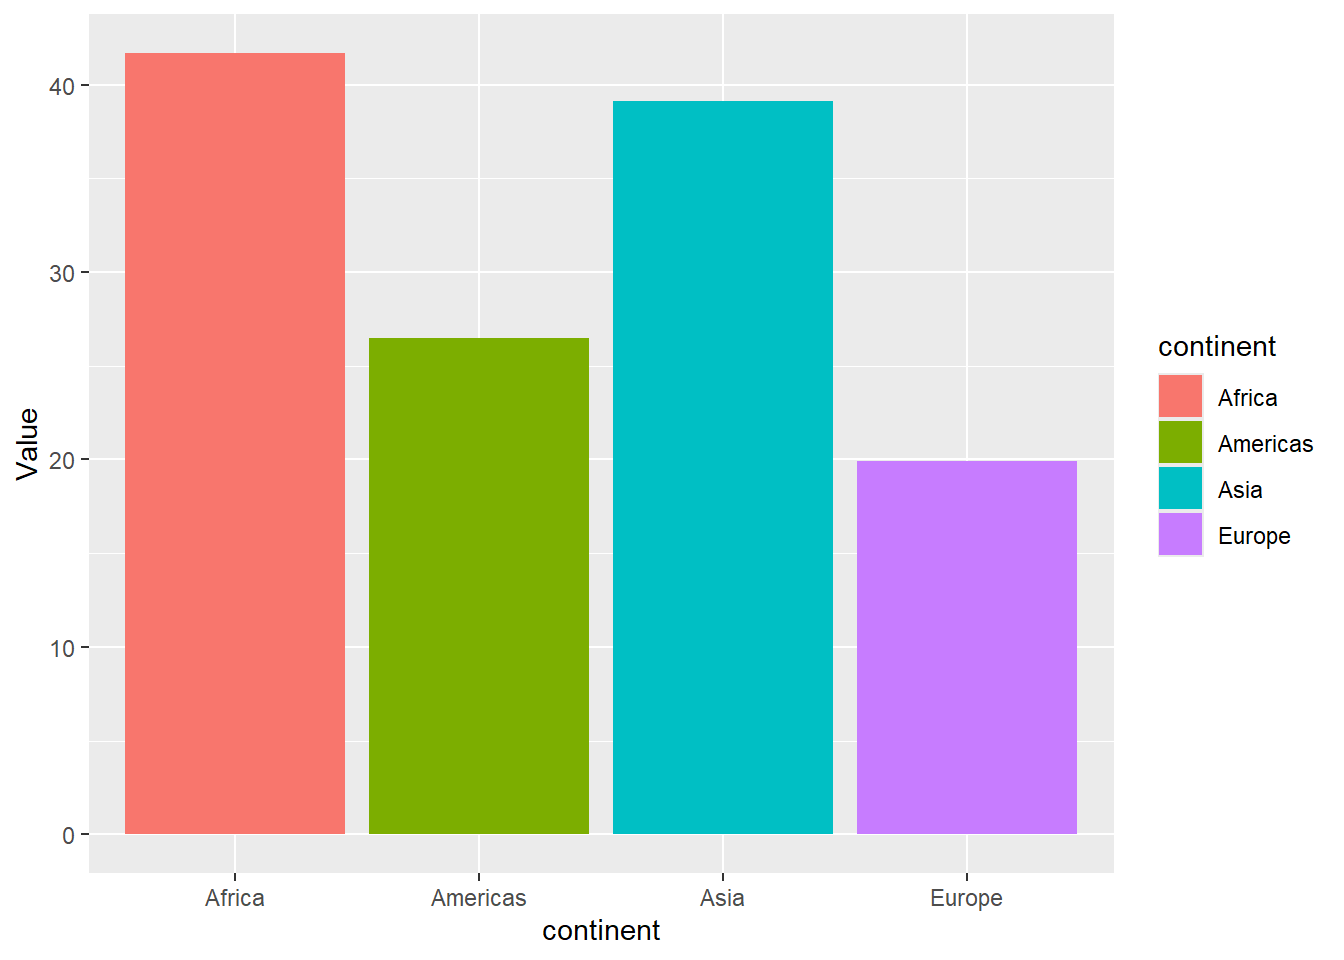 Value
40
30
20
10
0
Africa Americas Asia Europe
continent
continent
Africa
Americas
Asia
Europe